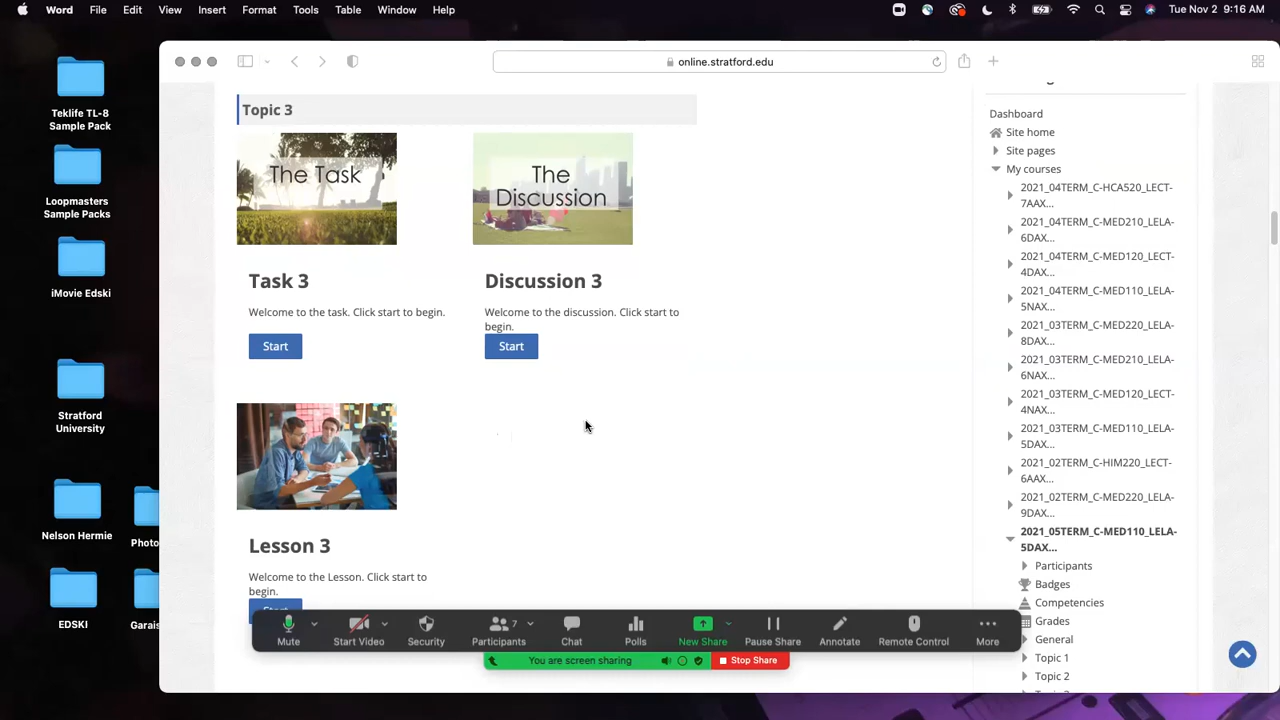 Word File Edit View Insert Format Tools Table Window Help Tue Nov 2 9:16 AM
Teklife TL-8
Sample Pack
Loopmasters
Sample Packs
iMovie Edski
Stratford
University
Nelson Hermie
Photo
EDSKI
Garais
online.stratford.edu
Topic 3
The Task
The
Discussion
Task 3
Discussion 3
Welcome to the task. Click start to begin.
Welcome to the discussion. Click start to
begin.
Start
Start
Lesson 3
Welcome to the Lesson. Click start to
begin.
Dashboard
Site home
Site pages
My courses
2021_04TERM_C-HCA520_LECT-
7AAX...
2021_04TERM_C-MED210_LELA-
6DAX...
2021_04TERM_C-MED120_LECT-
4DAX...
2021_04TERM_C-MED110_LELA-
5NAX...
2021_03TERM_C-MED220_LELA-
8DAX...
2021_03TERM_C-MED210_LELA-
6NAX...
2021_03TERM_C-MED120_LECT-
4NAX...
2021_03TERM_C-MED110_LELA-
5DAX...
2021_02TERM_C-HIM220_LECT-
6AAX...
2021_02TERM_C-MED220_LELA-
9DAX...
2021_05TERM_C-MED110_LELA-
5DAX...
Participants
Badges
Competencies
Grades
General
Topic 1
Topic 2
Mute Start Video Security Participants 7 Chat Polls New Share Pause Share Annotate Remote Control More
You are screen sharing Stop Share